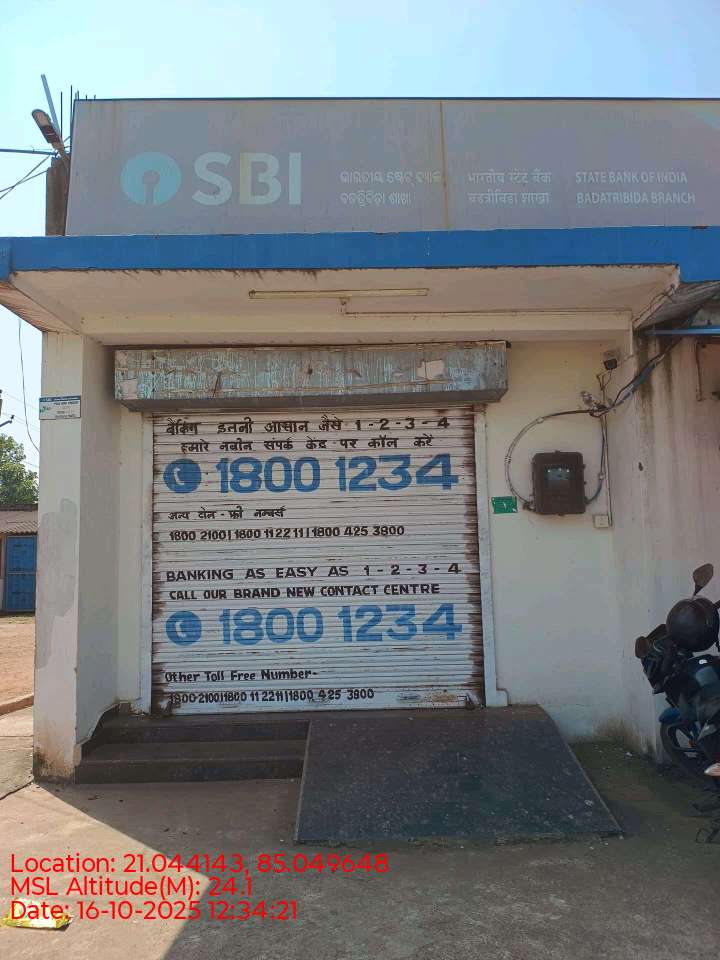 SBI
ଭାରତୀୟ ଷ୍ଟେଟ୍ ବ୍ୟାଙ୍କ
ବଡତ୍ରିବିଡା ଶାଖା
भारतीय स्टेट बैंक
बडत्रीबिडा शाखा
STATE BANK OF INDIA
BADATRIBIDA BRANCH
बैंकिंग इतनी आसान जैसे 1-2-3-4
हमारे नवीन संपर्क केंद्र पर कॉल करें
1800 1234
अन्य टोल-फ्री नम्बर्स
1800 2100|1800 11 22 11|1800 425 3800
BANKING AS EASY AS 1-2-3-4
CALL OUR BRAND NEW CONTACT CENTRE
1800 1234
Other Toll Free Number-
1800-2100|1800 11 2211|1800 425 3800
Location: 21.044143, 85.049648
MSL Altitude(M): 24.1
Date: 16-10-2025 12:34:21